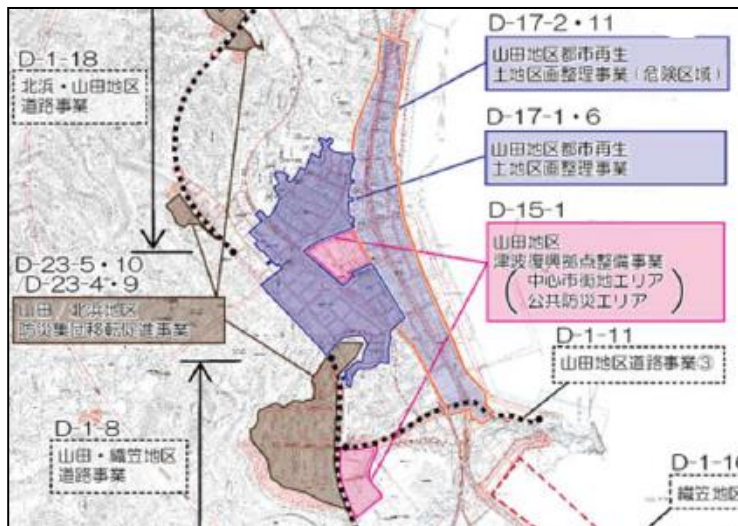 D-17-2・11
山田地区都市再生
土地区画整理事業(危険区域)
D-1-18
北浜・山田地区
道路事業
D-17-1・6
山田地区都市再生
土地区画整理事業
D-15-1
山田地区
津波復興拠点整備事業
(中心市街地エリア
公共防災エリア)
D-23-5・10
D-23-4・9
山田 北浜地区
防災集団移転促進事業
D-1-11
山田地区道路事業③
D-1-8
山田・織笠地区
道路事業
D-1-16
織笠地区